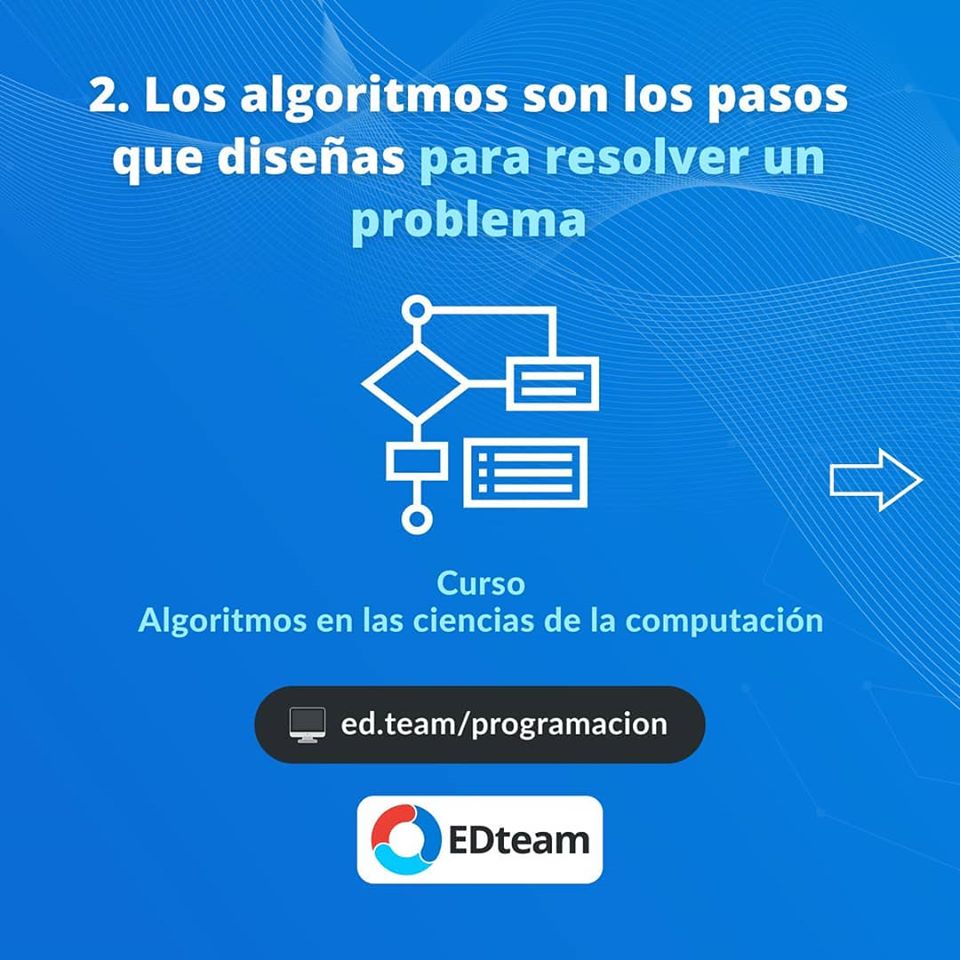 2. Los algoritmos son los pasos
que diseñas para resolver un
problema
Curso
Algoritmos en las ciencias de la computación
ed.team/programacion
EDteam